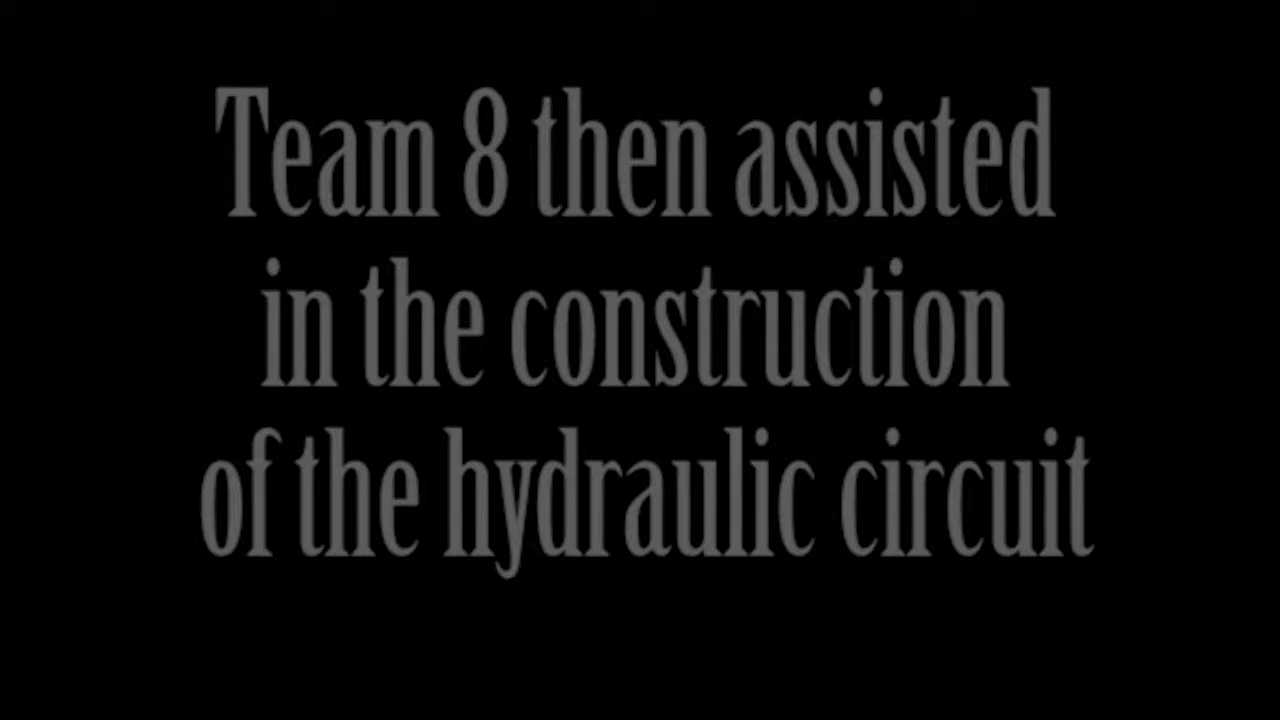 Team 8 then assisted
in the construction
of the hydraulic circuit